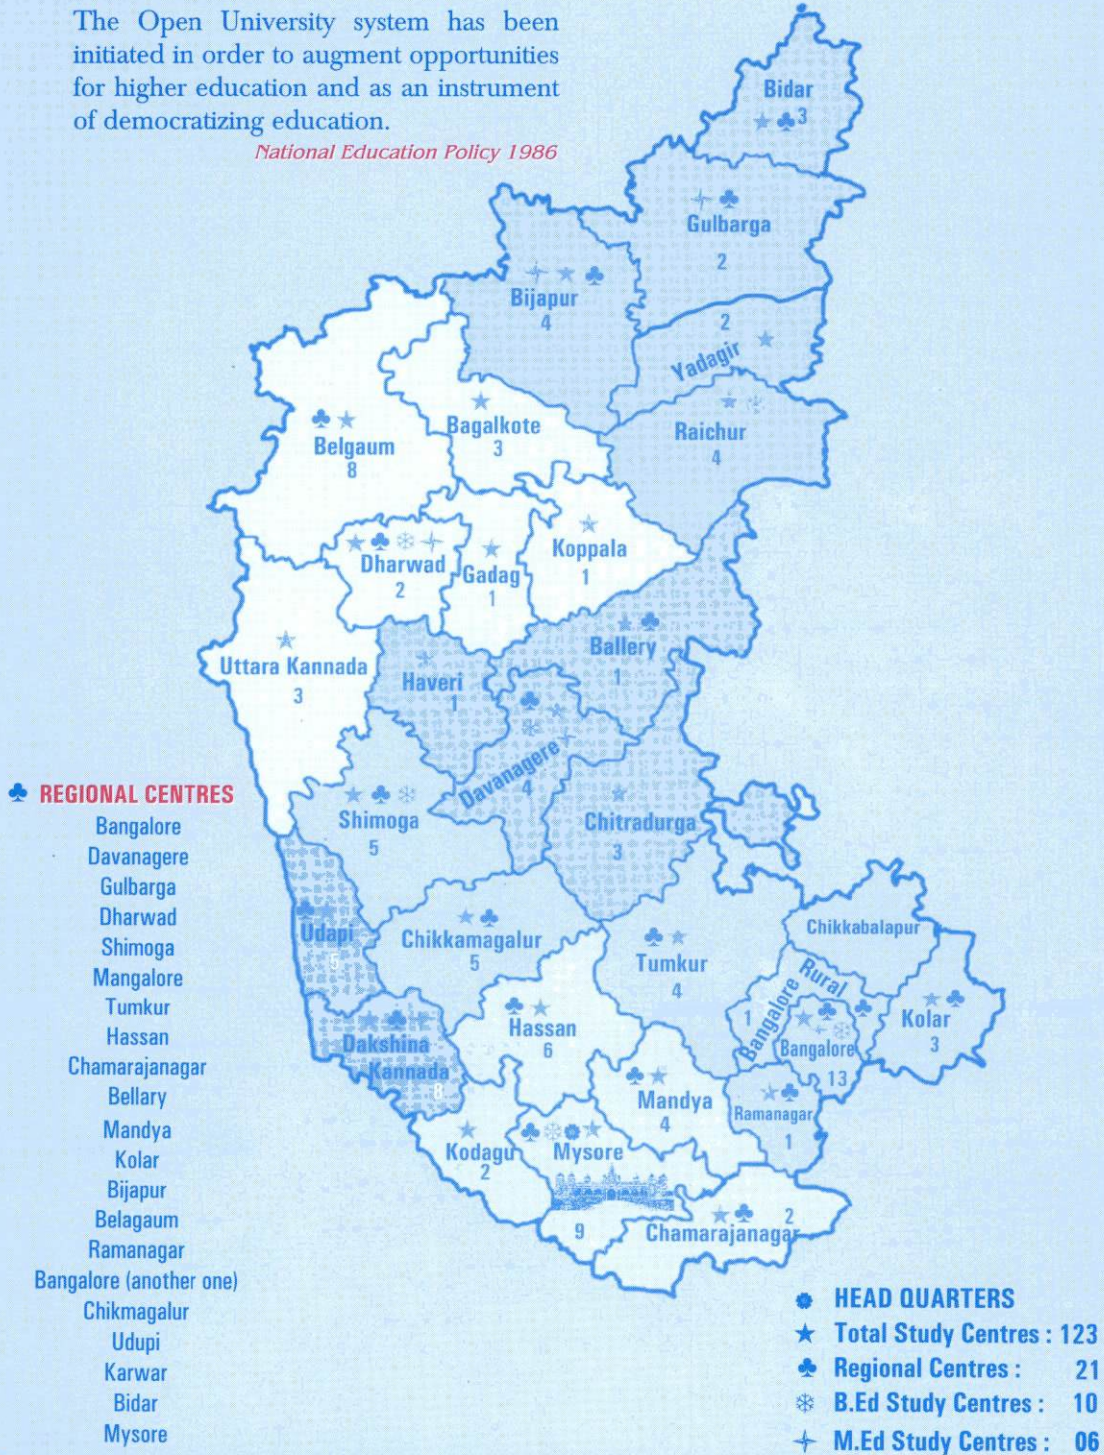 The Open University system has been
initiated in order to augment opportunities
for higher education and as an instrument
of democratizing education.
National Education Policy 1986
Bidar
3
Gulbarga
2
Bijapur
4
2
Yadagir
Raichur
4
Bagalkote
3
Belgaum
8
Koppala
1
Dharwad
2
Gadag
1
Uttara Kannada
3
Haveri
1
Ballery
1
Davanagere
4
Shimoga
5
Chitradurga
3
Udapi
5
Chikkamagalur
5
Tumkur
4
Chikkabalapur
Bangalore Rural
1
Bangalore
13
Kolar
3
Hassan
6
Dakshina
Kannada
8
Mandya
4
Ramanagar
1
Kodagu
2
Mysore
9
Chamarajanagar
2
REGIONAL CENTRES
Bangalore
Davanagere
Gulbarga
Dharwad
Shimoga
Mangalore
Tumkur
Hassan
Chamarajanagar
Bellary
Mandya
Kolar
Bijapur
Belagaum
Ramanagar
Bangalore (another one)
Chikmagalur
Udupi
Karwar
Bidar
Mysore
HEAD QUARTERS
Total Study Centres : 123
Regional Centres : 21
B.Ed Study Centres : 10
M.Ed Study Centres : 06